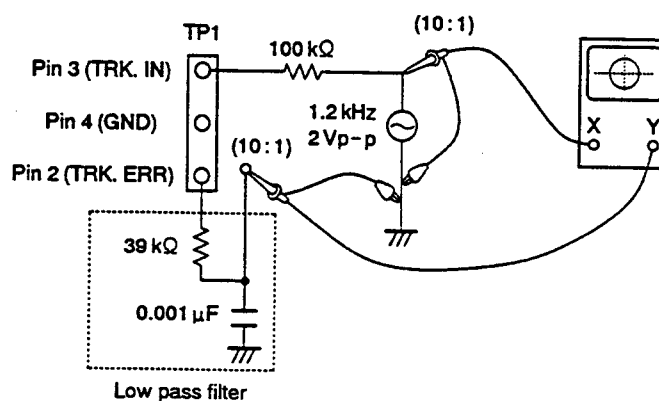 TP1
(10 : 1)
Pin 3 (TRK. IN)
100 kΩ
Pin 4 (GND)
1.2 kHz
2 Vp-p
X
Y
Pin 2 (TRK. ERR)
(10 : 1)
39 kΩ
0.001 μF
Low pass filter